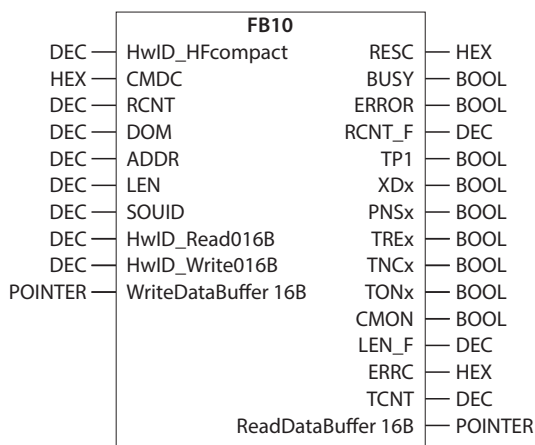 FB10
DEC HwID_HFcompact RESC HEX
HEX CMDC BUSY BOOL
DEC RCNT ERROR BOOL
DEC DOM RCNT_F DEC
DEC ADDR TP1 BOOL
DEC LEN XDx BOOL
DEC SOUID PNSx BOOL
DEC HwID_Read016B TREx BOOL
DEC HwID_Write016B TNCx BOOL
POINTER WriteDataBuffer 16B TONx BOOL
CMON BOOL
LEN_F DEC
ERRC HEX
TCNT DEC
ReadDataBuffer 16B POINTER